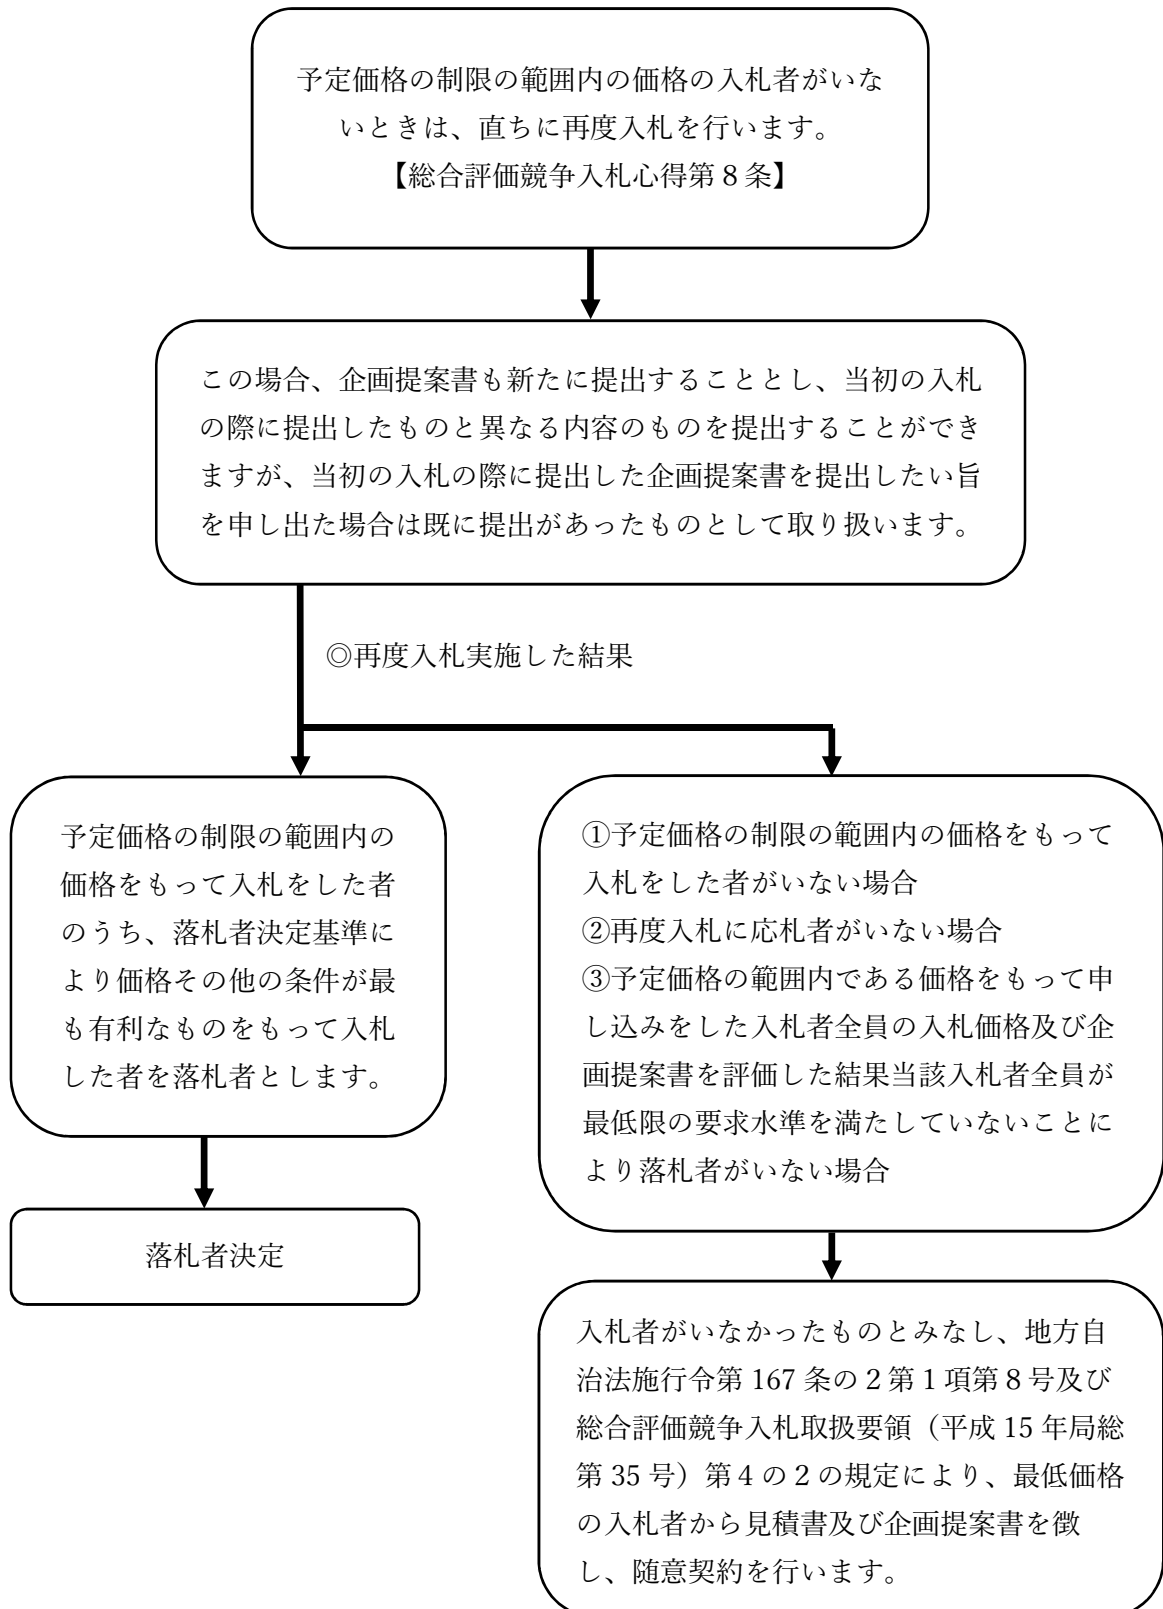 予定価格の制限の範囲内の価格の入札者がいな
いときは、直ちに再度入札を行います。
【総合評価競争入札心得第８条】
この場合、企画提案書も新たに提出することとし、当初の入札
の際に提出したものと異なる内容のものを提出することができ
ますが、当初の入札の際に提出した企画提案書を提出したい旨
を申し出た場合は既に提出があったものとして取り扱います。
◎再度入札実施した結果
予定価格の制限の範囲内の
価格をもって入札をした者
のうち、落札者決定基準に
より価格その他の条件が最
も有利なものをもって入札
した者を落札者とします。
落札者決定
①予定価格の制限の範囲内の価格をもって
入札をした者がいない場合
②再度入札に応札者がいない場合
③予定価格の範囲内である価格をもって申
し込みをした入札者全員の入札価格及び企
画提案書を評価した結果当該入札者全員が
最低限の要求水準を満たしていないことに
より落札者がいない場合
入札者がいなかったものとみなし、地方自
治法施行令第 167 条の２第１項第８号及び
総合評価競争入札取扱要領（平成 15 年局総
第 35 号）第４の２の規定により、最低価格
の入札者から見積書及び企画提案書を徴
し、随意契約を行います。